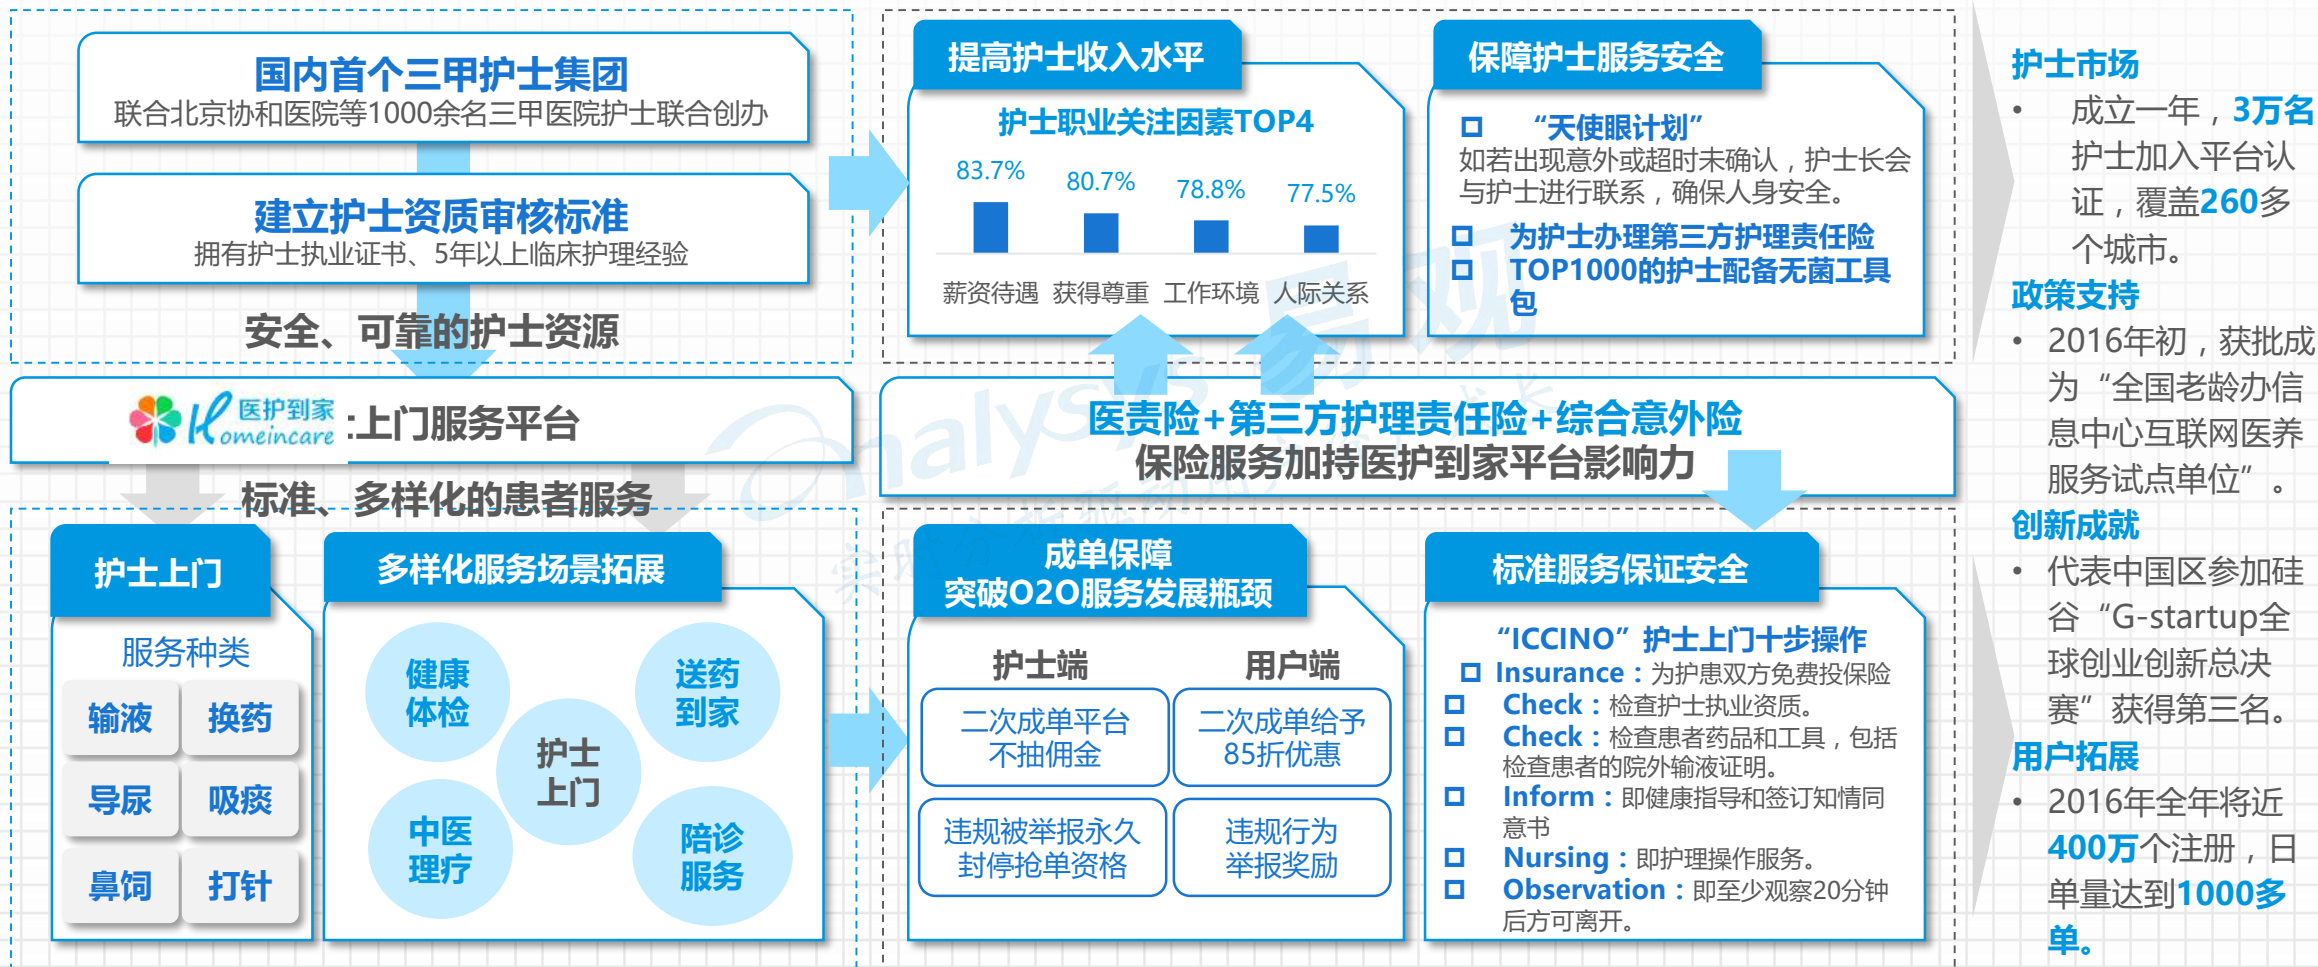 国内首个三甲护士集团
联合北京协和医院等1000余名三甲医院护士联合创办
建立护士资质审核标准
拥有护士执业证书、5年以上临床护理经验
安全、可靠的护士资源
医护到家
Homeincare
上门服务平台
标准、多样化的患者服务
护士上门
服务种类
输液 换药
导尿 吸痰
鼻饲 打针
多样化服务场景拓展
健康
体检
送药
到家
护士
上门
中医
理疗
陪诊
服务
提高护士收入水平
护士职业关注因素TOP4
83.7% 80.7% 78.8% 77.5%
薪资待遇 获得尊重 工作环境 人际关系
保障护士服务安全
“天使眼计划”
如若出现意外或超时未确认，护士长会
与护士进行联系，确保人身安全。
为护士办理第三方护理责任险
TOP1000的护士配备无菌工具
包
医责险+第三方护理责任险+综合意外险
保险服务加持医护到家平台影响力
成单保障
突破O2O服务发展瓶颈
护士端 用户端
二次成单平台
不抽佣金
二次成单给予
85折优惠
违规被举报永久
封停抢单资格
违规行为
举报奖励
标准服务保证安全
“ICCINO”护士上门十步操作
Insurance：为护患双方免费投保险
Check：检查护士执业资质。
Check：检查患者药品和工具，包括
检查患者的院外输液证明。
Inform：即健康指导和签订知情同
意书
Nursing：即护理操作服务。
Observation：即至少观察20分钟
后方可离开。
护士市场
• 成立一年，3万名
护士加入平台认
证，覆盖260多
个城市。
政策支持
• 2016年初，获批成
为“全国老龄办信
息中心互联网医养
服务试点单位”。
创新成就
• 代表中国区参加硅
谷“G-startup全
球创业创新总决
赛”获得第三名。
用户拓展
• 2016年全年将近
400万个注册，日
单量达到1000多
单。
analysys 易观